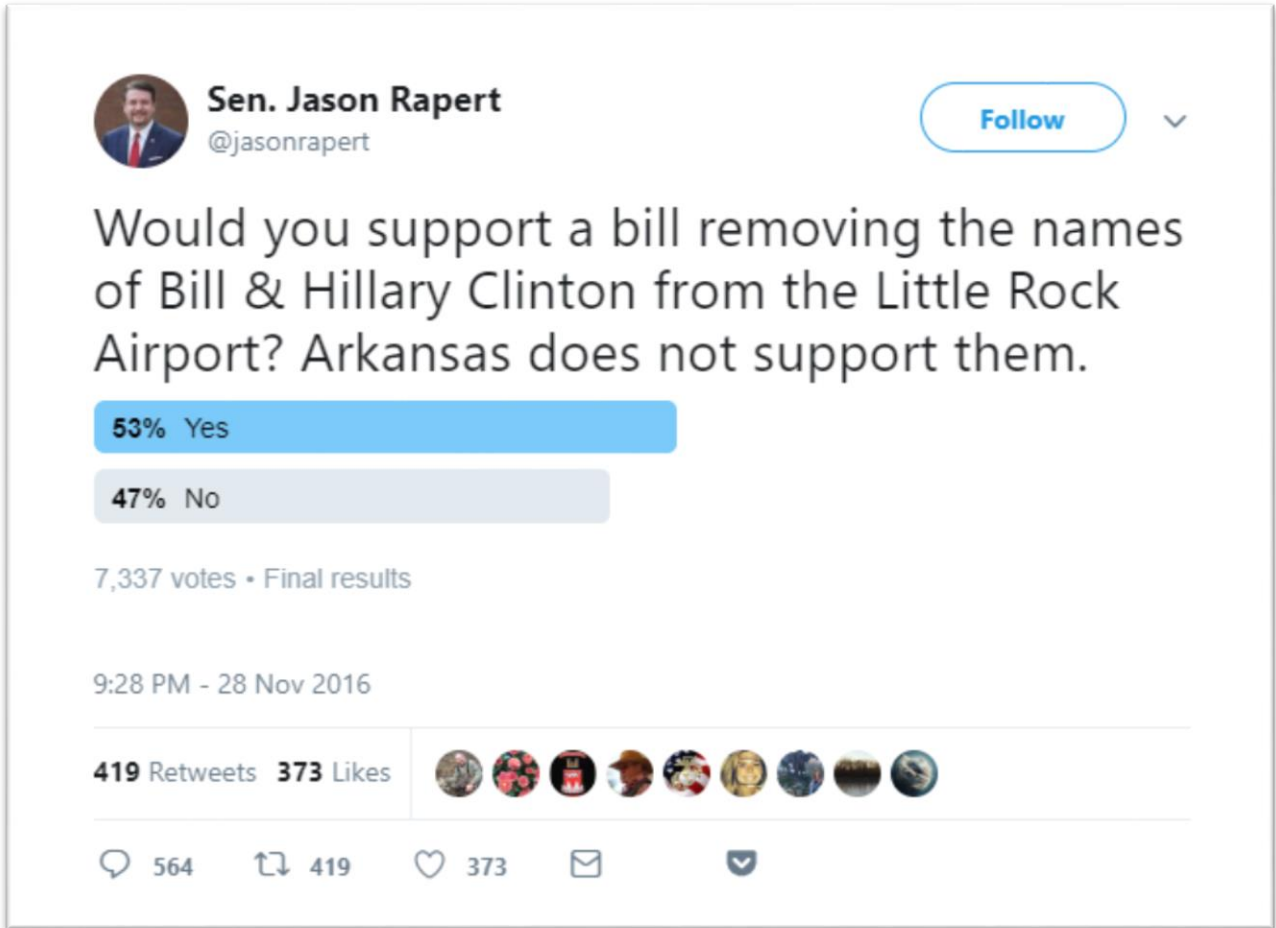 Sen. Jason Rapert
@jasonrapert
Follow
Would you support a bill removing the names
of Bill & Hillary Clinton from the Little Rock
Airport? Arkansas does not support them.
53% Yes
47% No
7,337 votes • Final results
9:28 PM - 28 Nov 2016
419 Retweets 373 Likes
564 419 373